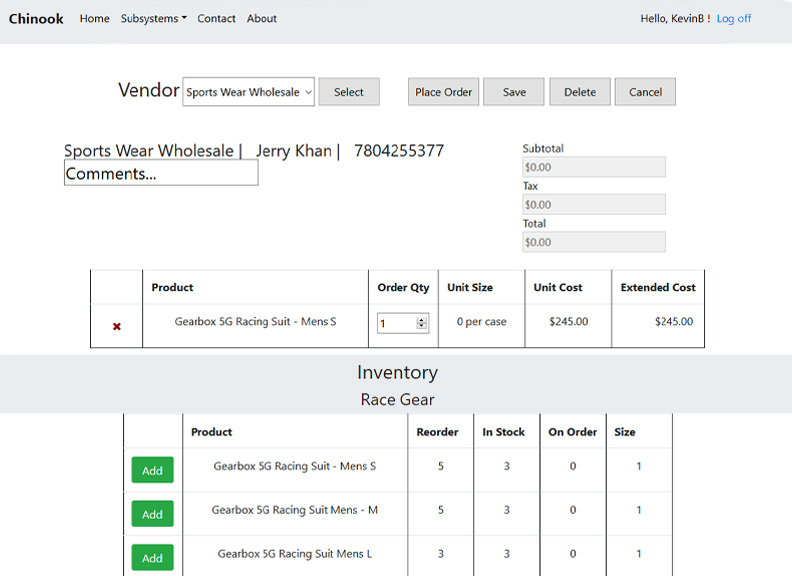 Chinook Home Subsystems Contact About Hello, KevinB ! Log off
Vendor Sports Wear Wholesale Select Place Order Save Delete Cancel
Sports Wear Wholesale | Jerry Khan | 7804255377
Comments...
Subtotal
$0.00
Tax
$0.00
Total
$0.00
Product Order Qty Unit Size Unit Cost Extended Cost
Gearbox 5G Racing Suit - Mens S 1 0 per case $245.00 $245.00
Inventory
Race Gear
Product Reorder In Stock On Order Size
Add Gearbox 5G Racing Suit - Mens S 5 3 0 1
Add Gearbox 5G Racing Suit Mens - M 5 3 0 1
Add Gearbox 5G Racing Suit Mens L 3 3 0 1